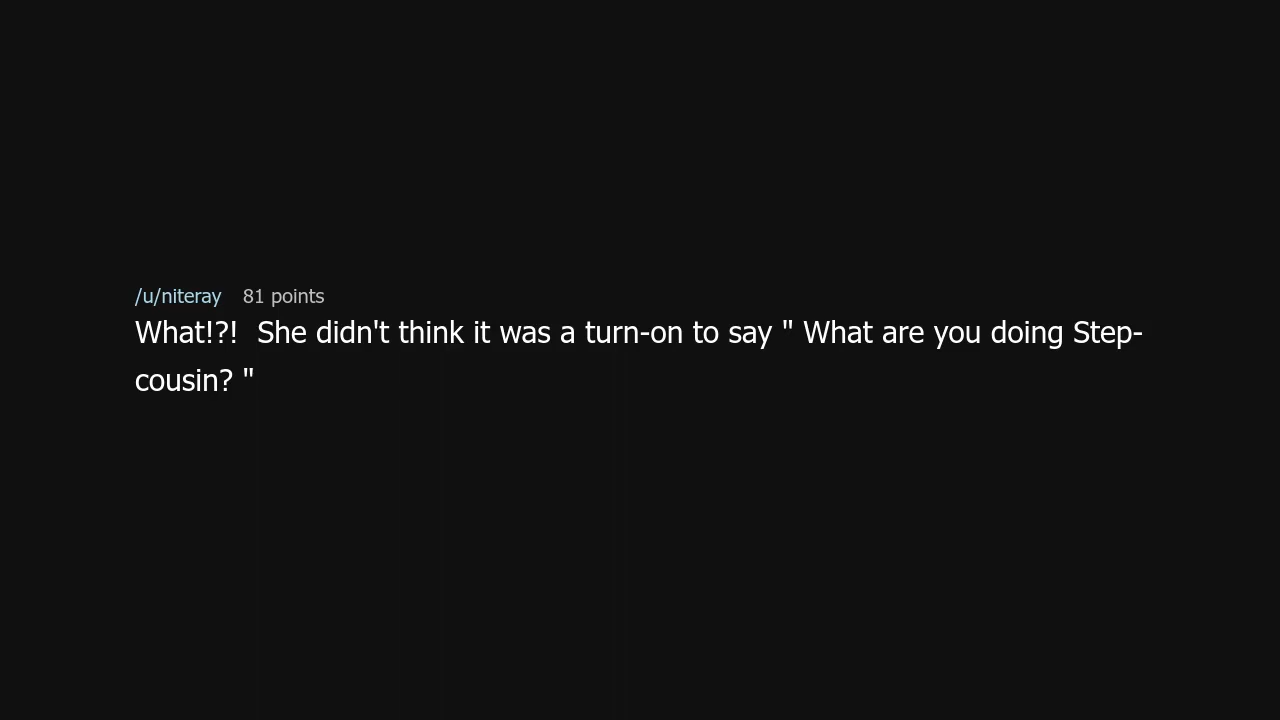 /u/niteray 81 points
What!?!  She didn't think it was a turn-on to say " What are you doing Step-
cousin? "